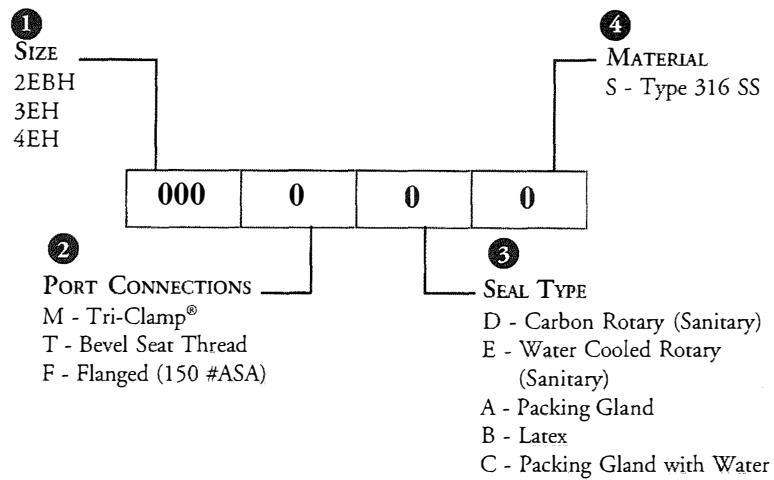 1
SIZE
2EBH
3EH
4EH
4
MATERIAL
S - Type 316 SS
000 0 0 0
2
PORT CONNECTIONS
M - Tri-Clamp®
T - Bevel Seat Thread
F - Flanged (150 #ASA)
3
SEAL TYPE
D - Carbon Rotary (Sanitary)
E - Water Cooled Rotary
(Sanitary)
A - Packing Gland
B - Latex
C - Packing Gland with Water